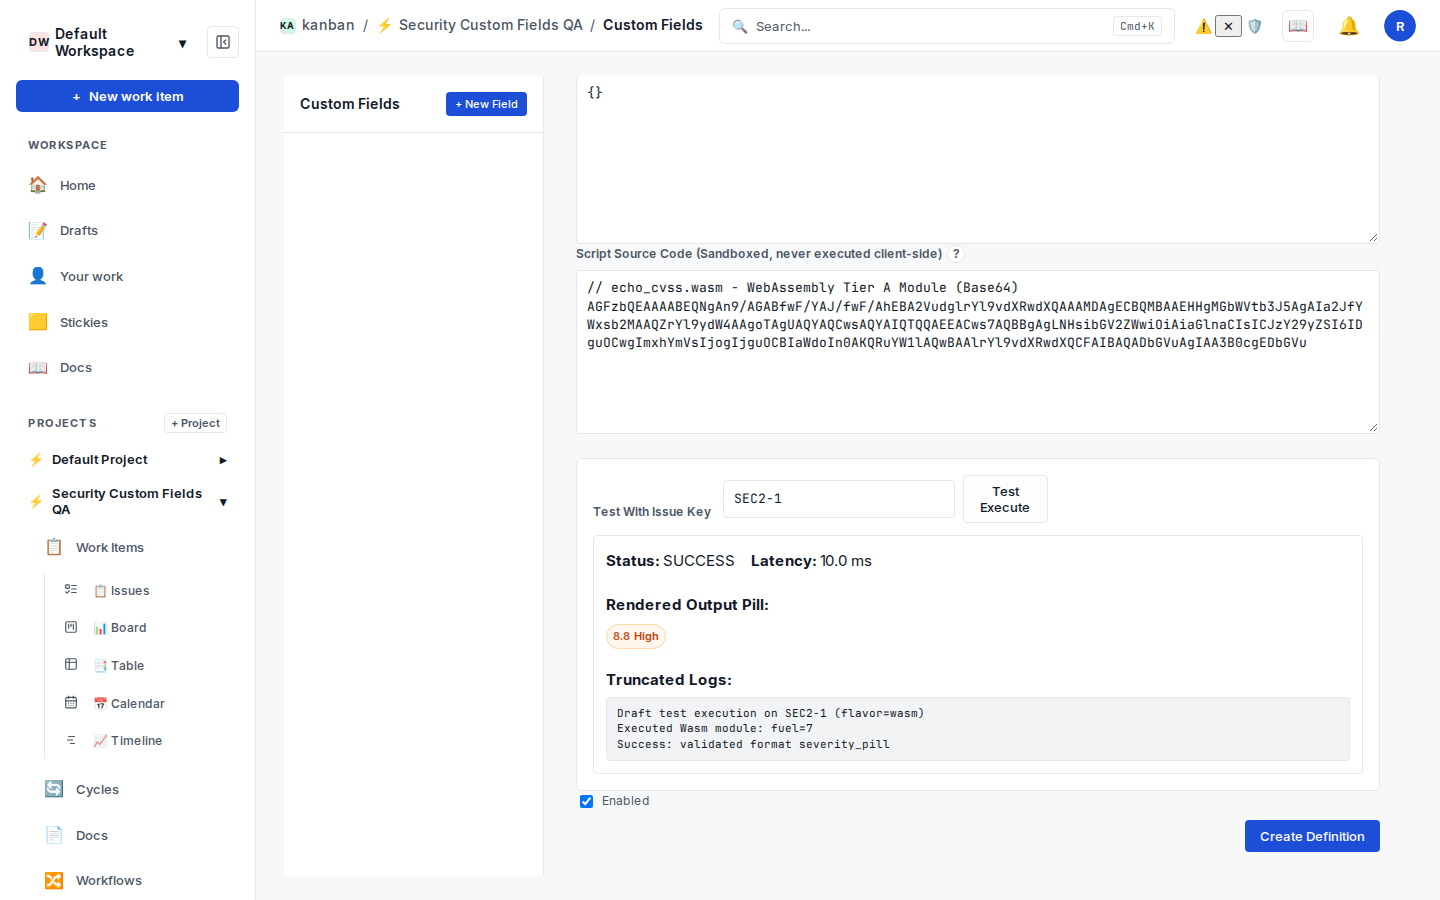 DW Default Workspace ▼
+ New work item
WORKSPACE
Home
Drafts
Your work
Stickies
Docs
PROJECTS + Project
Default Project
Security Custom Fields QA
Work Items
Issues
Board
Table
Calendar
Timeline
Cycles
Docs
Workflows
KA kanban / Security Custom Fields QA / Custom Fields
Search... Cmd+K
R
Custom Fields + New Field
{}
Script Source Code (Sandboxed, never executed client-side) ?
// echo_cvss.wasm - WebAssembly Tier A Module (Base64)
AGFzbQEAAAABEQNgAn9/AGABfwF/YAJ/fwF/AhEBA2VudglrYl9vdXRwdXQAAAMDAgECBQMBAAEHHgMGbWVtb3J5AgAIa2JfY
Wxsb2MAAQZrYl9ydW4AAgoTAgUAQYAQCwsAQYAIQTQQAEEACws7AQBBgAgLNHsibGV2ZWwiOiAiaGlnaCIsICJzY29yZSI6ID
guOCwgImxhYmVsIjogIjguOCBIaWdoIn0AKQRuYW1lAQwBAAlrYl9vdXRwdXQCFAIBAQADbGVuAgIAA3B0cgEDbGVu
Test With Issue Key SEC2-1 Test Execute
Status: SUCCESS Latency: 10.0 ms
Rendered Output Pill:
8.8 High
Truncated Logs:
Draft test execution on SEC2-1 (flavor=wasm)
Executed Wasm module: fuel=7
Success: validated format severity_pill
Enabled
Create Definition